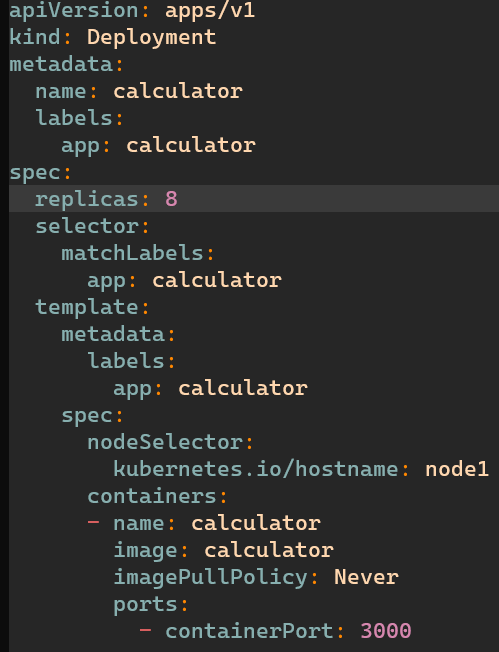 apiVersion: apps/v1
kind: Deployment
metadata:
  name: calculator
  labels:
    app: calculator
spec:
  replicas: 8
  selector:
    matchLabels:
      app: calculator
  template:
    metadata:
      labels:
        app: calculator
    spec:
      nodeSelector:
        kubernetes.io/hostname: node1
      containers:
      - name: calculator
        image: calculator
        imagePullPolicy: Never
        ports:
          - containerPort: 3000